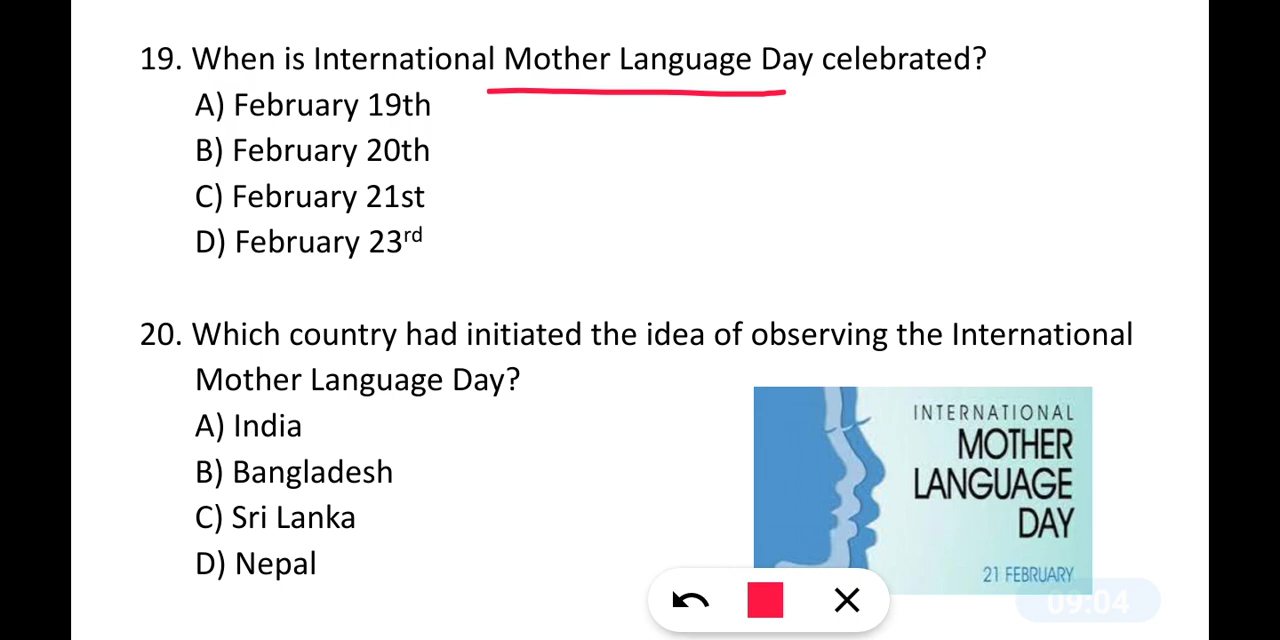 19. When is International Mother Language Day celebrated?
A) February 19th
B) February 20th
C) February 21st
D) February 23rd
20. Which country had initiated the idea of observing the International
Mother Language Day?
A) India
B) Bangladesh
C) Sri Lanka
D) Nepal
INTERNATIONAL
MOTHER
LANGUAGE
DAY
21 FEBRUARY
09:04